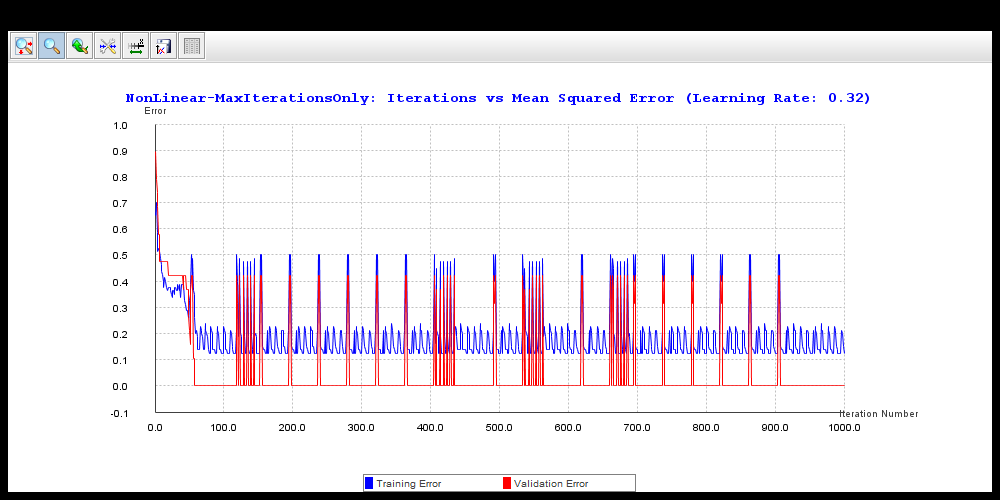 NonLinear-MaxIterationsOnly: Iterations vs Mean Squared Error (Learning Rate: 0.32)
Error
1.0
0.9
0.8
0.7
0.6
0.5
0.4
0.3
0.2
0.1
0.0
-0.1
Iteration Number
0.0 100.0 200.0 300.0 400.0 500.0 600.0 700.0 800.0 900.0 1000.0
Training Error Validation Error